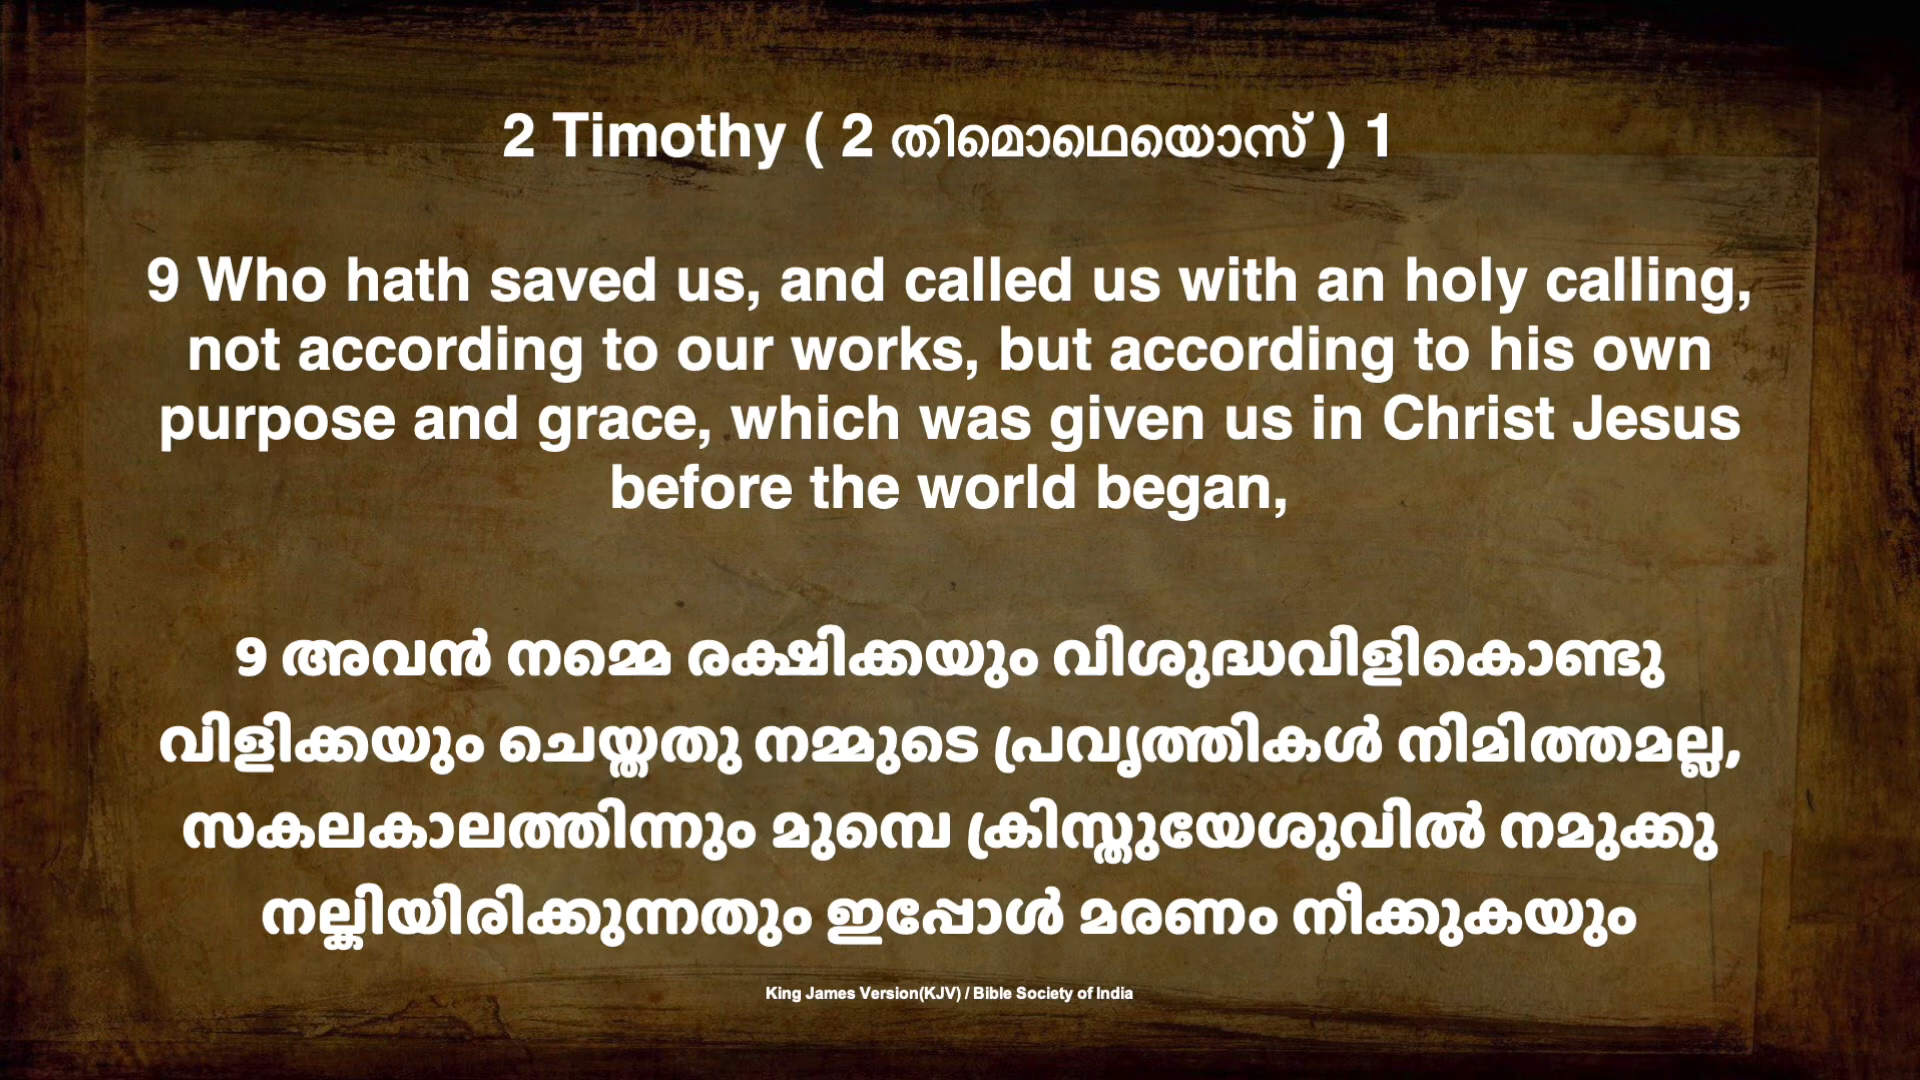 2 Timothy ( 2 തിമൊഥെയൊസ് ) 1
9 Who hath saved us, and called us with an holy calling,
not according to our works, but according to his own
purpose and grace, which was given us in Christ Jesus
before the world began,
9 അവൻ നമ്മെ രക്ഷിക്കയും വിശുദ്ധവിളികൊണ്ടു
വിളിക്കയും ചെയ്തതു നമ്മുടെ പ്രവൃത്തികൾ നിമിത്തമല്ല,
സകലകാലത്തിന്നും മുമ്പെ ക്രിസ്തുയേശുവിൽ നമുക്കു
നല്കിയിരിക്കുന്നതും ഇപ്പോൾ മരണം നീക്കുകയും
King James Version(KJV) / Bible Society of India